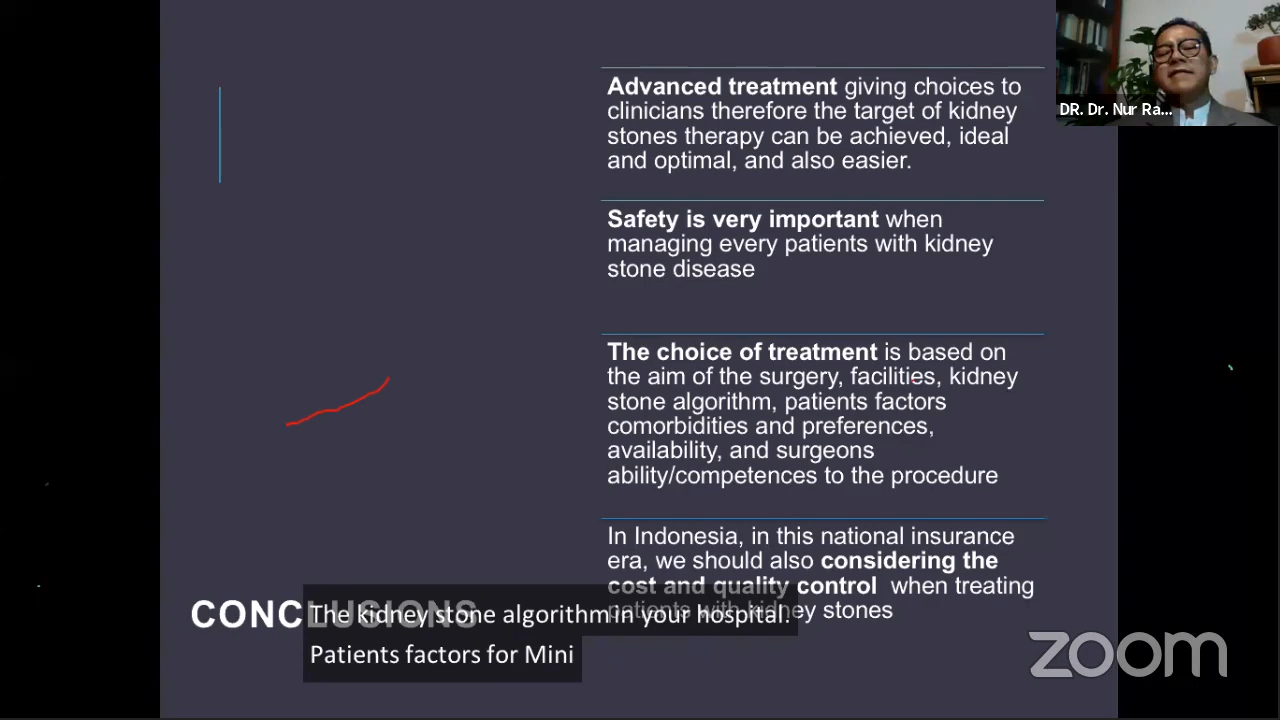 Advanced treatment giving choices to
clinicians therefore the target of kidney
stones therapy can be achieved, ideal
and optimal, and also easier.
Safety is very important when
managing every patients with kidney
stone disease
The choice of treatment is based on
the aim of the surgery, facilities, kidney
stone algorithm, patients factors
comorbidities and preferences,
availability, and surgeons
ability/competences to the procedure
In Indonesia, in this national insurance
era, we should also considering the
cost and quality control when treating
patients with kidney stones
CONCLUSIONS
The kidney stone algorithm in your hospital.
Patients factors for Mini
DR. Dr. Nur Ra...
zoom